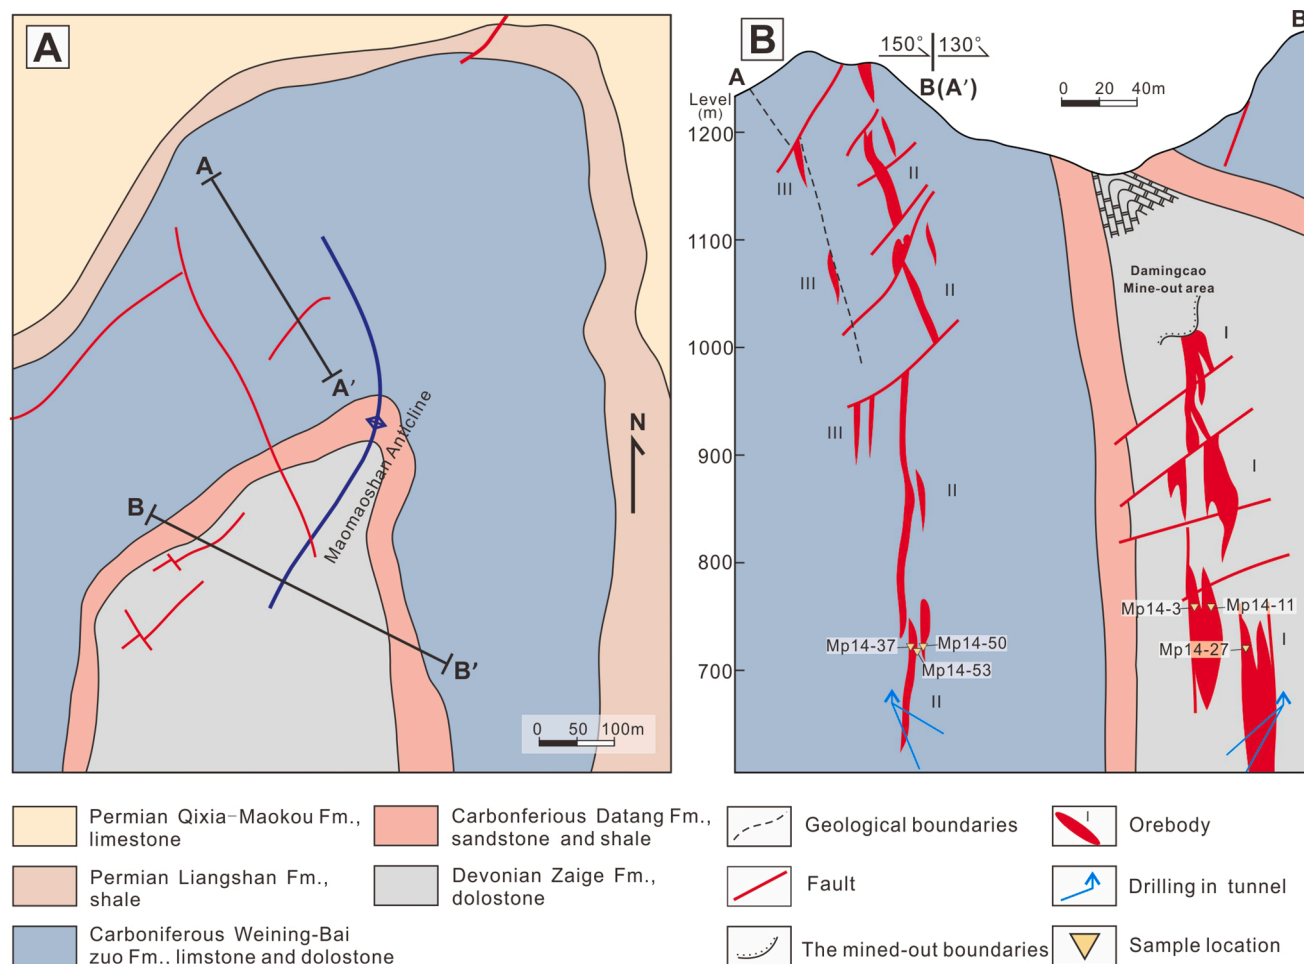 A
A
A'
B
B'
Maomaoshan Anticline
N
0 50 100m
B
A
150° 130°
B(A')
B
0 20 40m
Level
(m)
1200
1100
1000
900
800
700
III
II
III
II
III
II
II
Damingcao
Mine-out area
I
I
I
Mp14-3
Mp14-11
Mp14-27
Mp14-37
Mp14-50
Mp14-53
Permian Qixia-Maokou Fm.,
limestone
Permian Liangshan Fm.,
shale
Carboniferous Weining-Bai
zuo Fm., limstone and dolostone
Carbonferious Datang Fm.,
sandstone and shale
Devonian Zaige Fm.,
dolostone
Geological boundaries
Fault
The mined-out boundaries
I
Orebody
Drilling in tunnel
Sample location